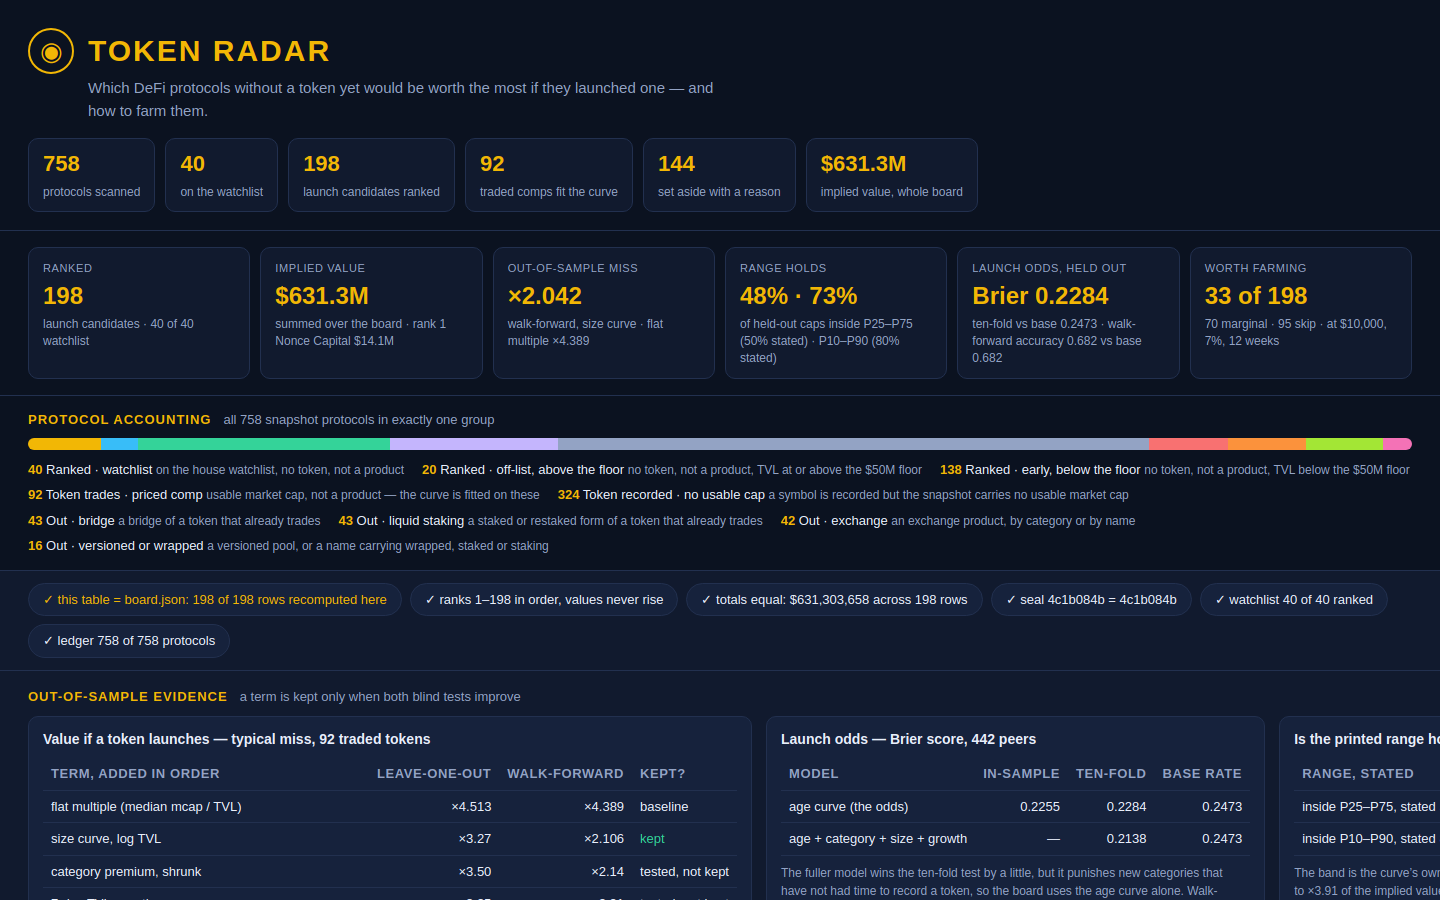 TOKEN RADAR
Which DeFi protocols without a token yet would be worth the most if they launched one — and
how to farm them.
758
protocols scanned
40
on the watchlist
198
launch candidates ranked
92
traded comps fit the curve
144
set aside with a reason
$631.3M
implied value, whole board
RANKED
198
launch candidates · 40 of 40
watchlist
IMPLIED VALUE
$631.3M
summed over the board · rank 1
Nonce Capital $14.1M
OUT-OF-SAMPLE MISS
×2.042
walk-forward, size curve · flat
multiple ×4.389
RANGE HOLDS
48% · 73%
of held-out caps inside P25–P75
(50% stated) · P10–P90 (80%
stated)
LAUNCH ODDS, HELD OUT
Brier 0.2284
ten-fold vs base 0.2473 · walk-
forward accuracy 0.682 vs base
0.682
WORTH FARMING
33 of 198
70 marginal · 95 skip · at $10,000,
7%, 12 weeks
PROTOCOL ACCOUNTING all 758 snapshot protocols in exactly one group
40 Ranked · watchlist on the house watchlist, no token, not a product 20 Ranked · off-list, above the floor no token, not a product, TVL at or above the $50M floor 138 Ranked · early, below the floor no token, not a product, TVL below the $50M floor
92 Token trades · priced comp usable market cap, not a product — the curve is fitted on these 324 Token recorded · no usable cap a symbol is recorded but the snapshot carries no usable market cap
43 Out · bridge a bridge of a token that already trades 43 Out · liquid staking a staked or restaked form of a token that already trades 42 Out · exchange an exchange product, by category or by name
16 Out · versioned or wrapped a versioned pool, or a name carrying wrapped, staked or staking
✓ this table = board.json: 198 of 198 rows recomputed here ✓ ranks 1–198 in order, values never rise ✓ totals equal: $631,303,658 across 198 rows ✓ seal 4c1b084b = 4c1b084b ✓ watchlist 40 of 40 ranked
✓ ledger 758 of 758 protocols
OUT-OF-SAMPLE EVIDENCE a term is kept only when both blind tests improve
Value if a token launches — typical miss, 92 traded tokens
TERM, ADDED IN ORDER LEAVE-ONE-OUT WALK-FORWARD KEPT?
flat multiple (median mcap / TVL) ×4.513 ×4.389 baseline
size curve, log TVL ×3.27 ×2.106 kept
category premium, shrunk ×3.50 ×2.14 tested, not kept
Launch odds — Brier score, 442 peers
MODEL IN-SAMPLE TEN-FOLD BASE RATE
age curve (the odds) 0.2255 0.2284 0.2473
age + category + size + growth — 0.2138 0.2473
The fuller model wins the ten-fold test by a little, but it punishes new categories that
have not had time to record a token, so the board uses the age curve alone. Walk-
Is the printed range
RANGE, STATED
inside P25–P75, stated
inside P10–P90, stated
The band is the curve's own
to ×3.91 of the implied